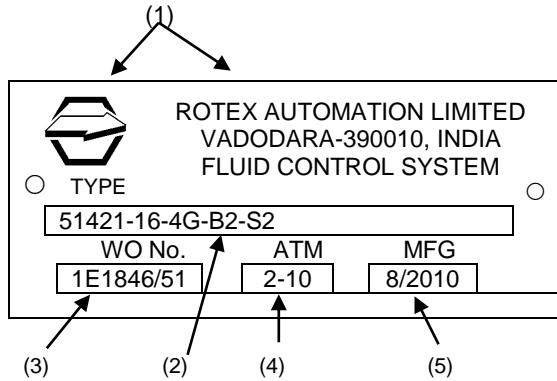 (1)
ROTEX AUTOMATION LIMITED
VADODARA-390010, INDIA
FLUID CONTROL SYSTEM
TYPE
51421-16-4G-B2-S2
WO No. ATM MFG
1E1846/51 2-10 8/2010
(3) (2) (4) (5)